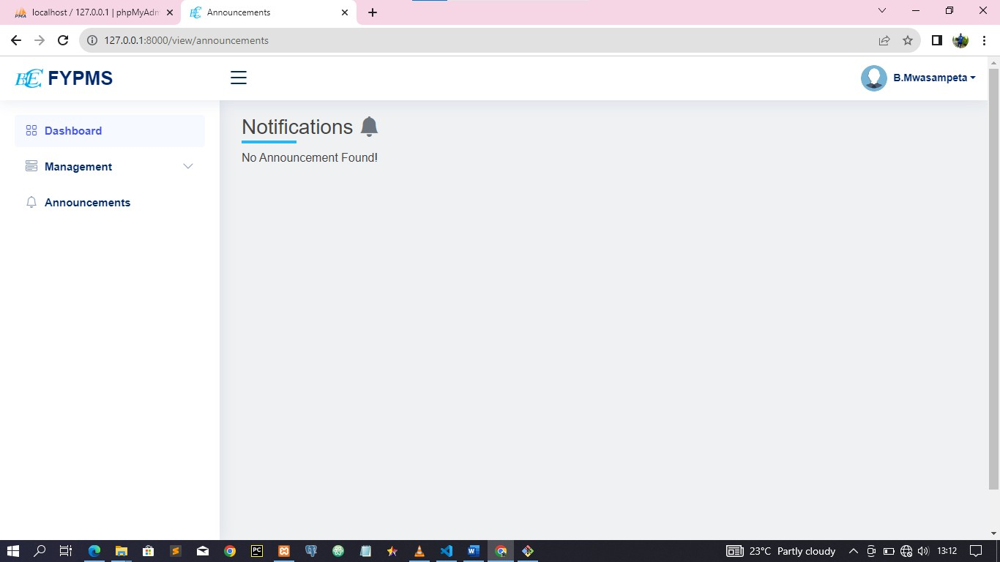 localhost / 127.0.0.1 | phpMyAdm
Announcements
127.0.0.1:8000/view/announcements
FYPMS
B.Mwasampeta
Dashboard
Management
Announcements
Notifications
No Announcement Found!
23°C Partly cloudy
13:12